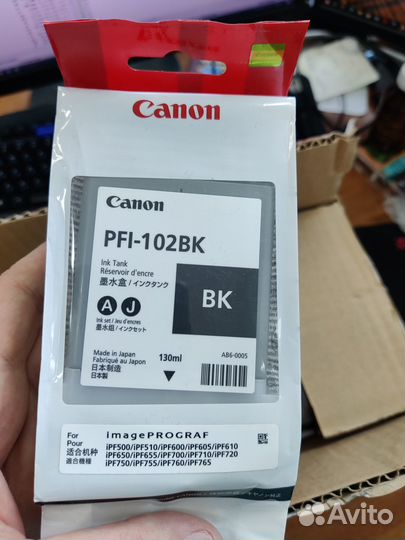 Canon
Canon
PFI-102BK
Ink Tank
Réservoir d'encre
墨水盒/インクタンク
A J
Ink set / Jeu d'encres
墨水组/インクセット
BK
Made in Japan
Fabriqué au Japon
日本制造
日本製
130ml
AB6-0005
For
Pour
适合机种
適合機種
imagePROGRAF
iPF500/iPF510/iPF600/iPF605/iPF610
iPF650/iPF655/iPF700/iPF710/iPF720
iPF750/iPF755/iPF760/iPF765
Avito